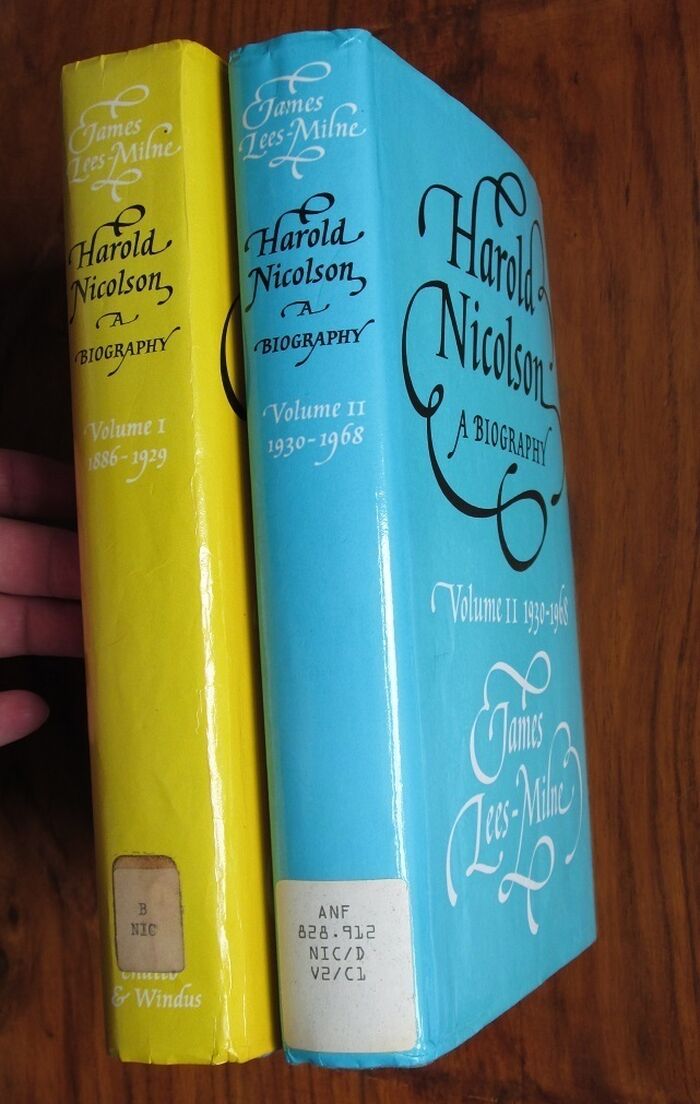 James
Lees-Milne
Harold
Nicolson
A
BIOGRAPHY
Volume I
1886-1929
B
NIC
Chatto
& Windus
James
Lees-Milne
Harold
Nicolson
A
BIOGRAPHY
Volume II
1930-1968
ANF
828.912
NIC/D
V2/C1
Harold
Nicolson
A BIOGRAPHY
Volume II 1930-1968
James
Lees-Milne